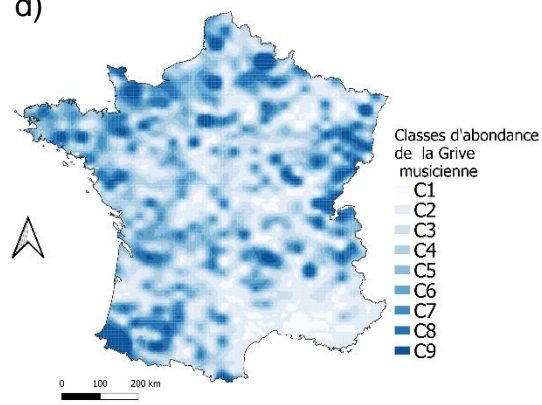 d)
Classes d'abondance
de la Grive
musicienne
C1
C2
C3
C4
C5
C6
C7
C8
C9
0 100 200 km